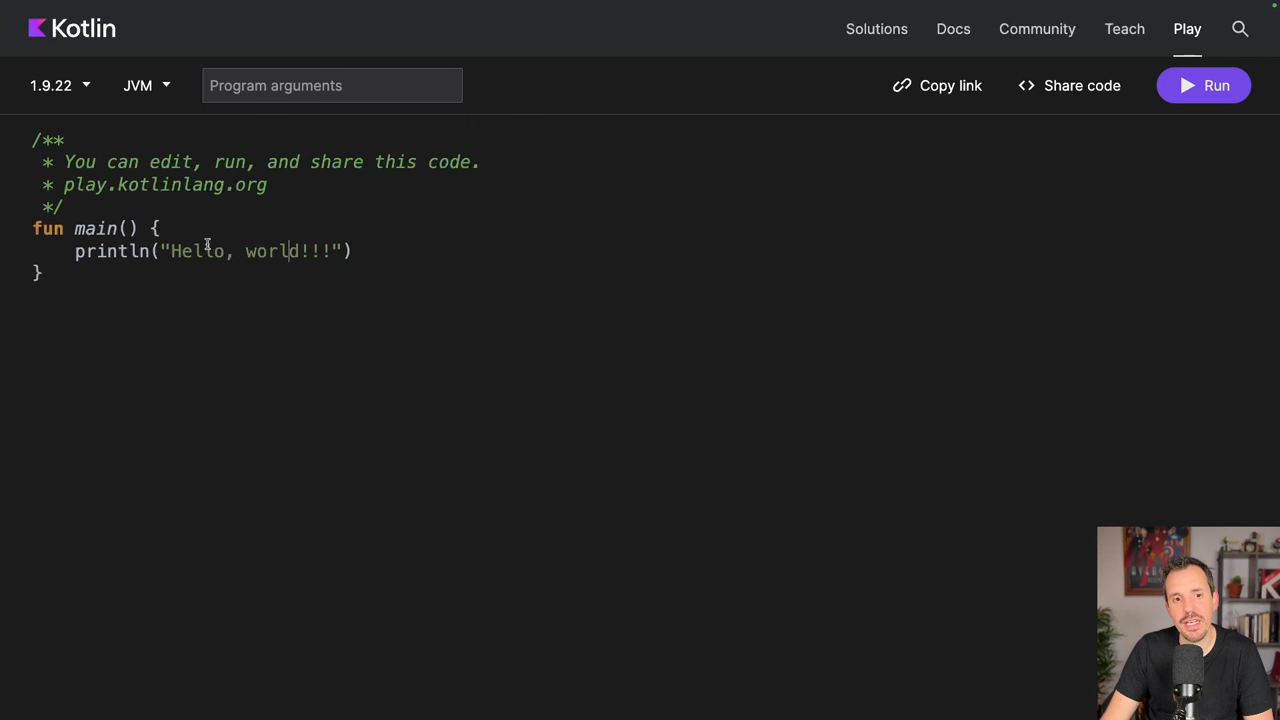 Kotlin
Solutions Docs Community Teach Play
1.9.22 JVM Program arguments Copy link <> Share code Run
/**
 * You can edit, run, and share this code.
 * play.kotlinlang.org
 */
fun main() {
    println("Hello, world!!!")
}